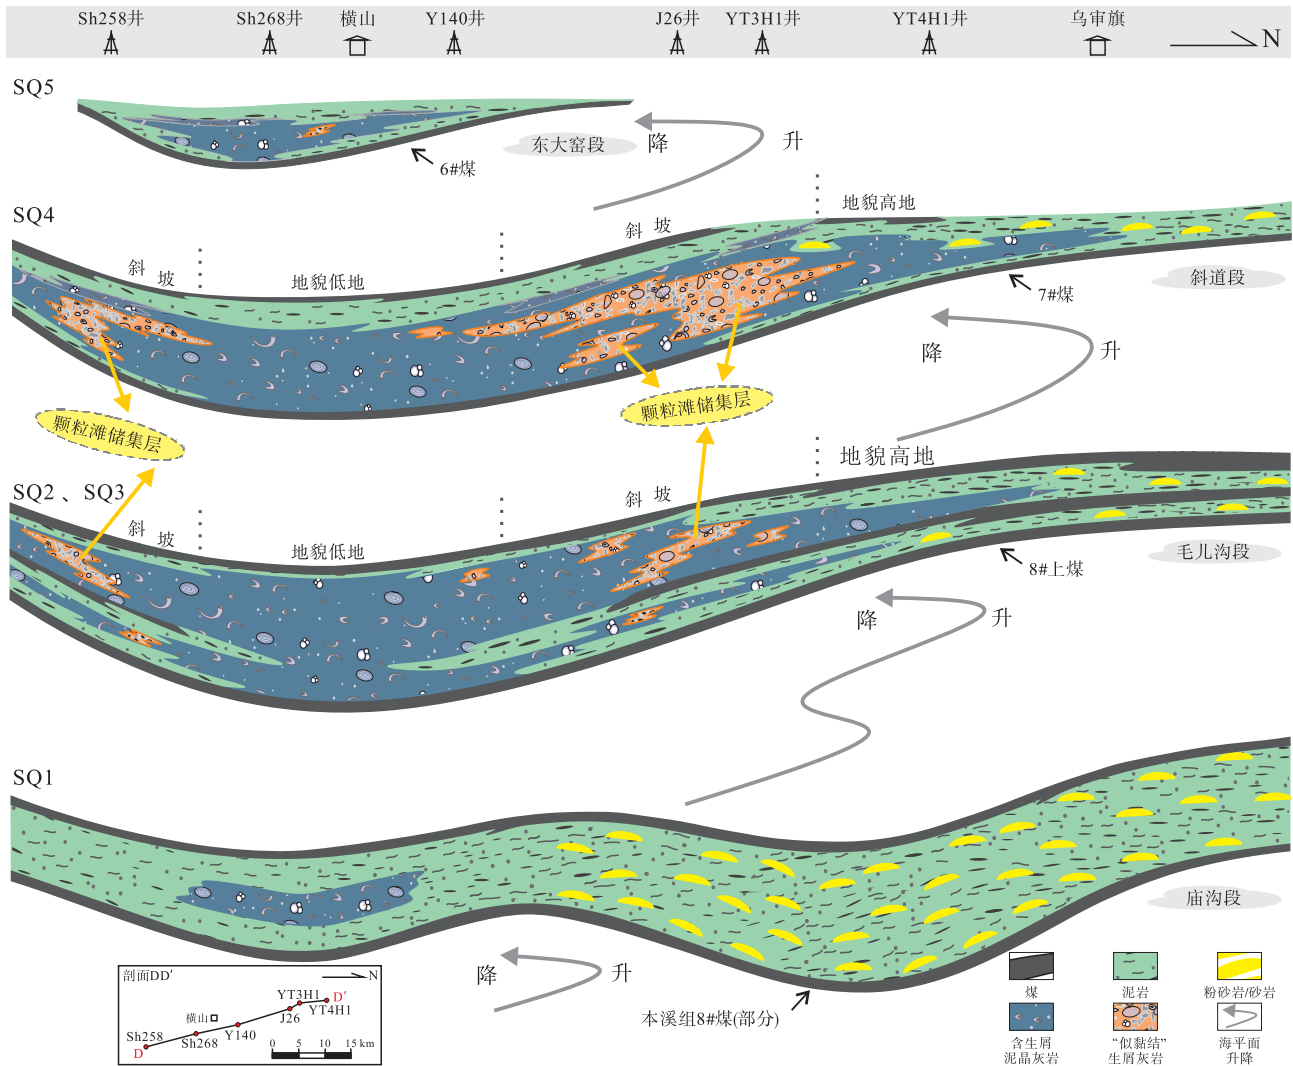 Sh258井
Sh268井
横山
Y140井
J26井
YT3H1井
YT4H1井
乌审旗
N
SQ5
东大窑段
降
升
6#煤
SQ4
斜坡
地貌低地
斜坡
地貌高地
斜道段
7#煤
降
升
颗粒滩储集层
颗粒滩储集层
SQ2、SQ3
斜坡
地貌低地
斜坡
地貌高地
毛儿沟段
8#上煤
降
升
SQ1
庙沟段
降
升
本溪组8#煤(部分)
剖面DD′
N
YT3H1
D′
YT4H1
J26
横山
Y140
Sh258
Sh268
D
0 5 10 15 km
煤
泥岩
粉砂岩/砂岩
含生屑
泥晶灰岩
“似黏结”
生屑灰岩
海平面
升降